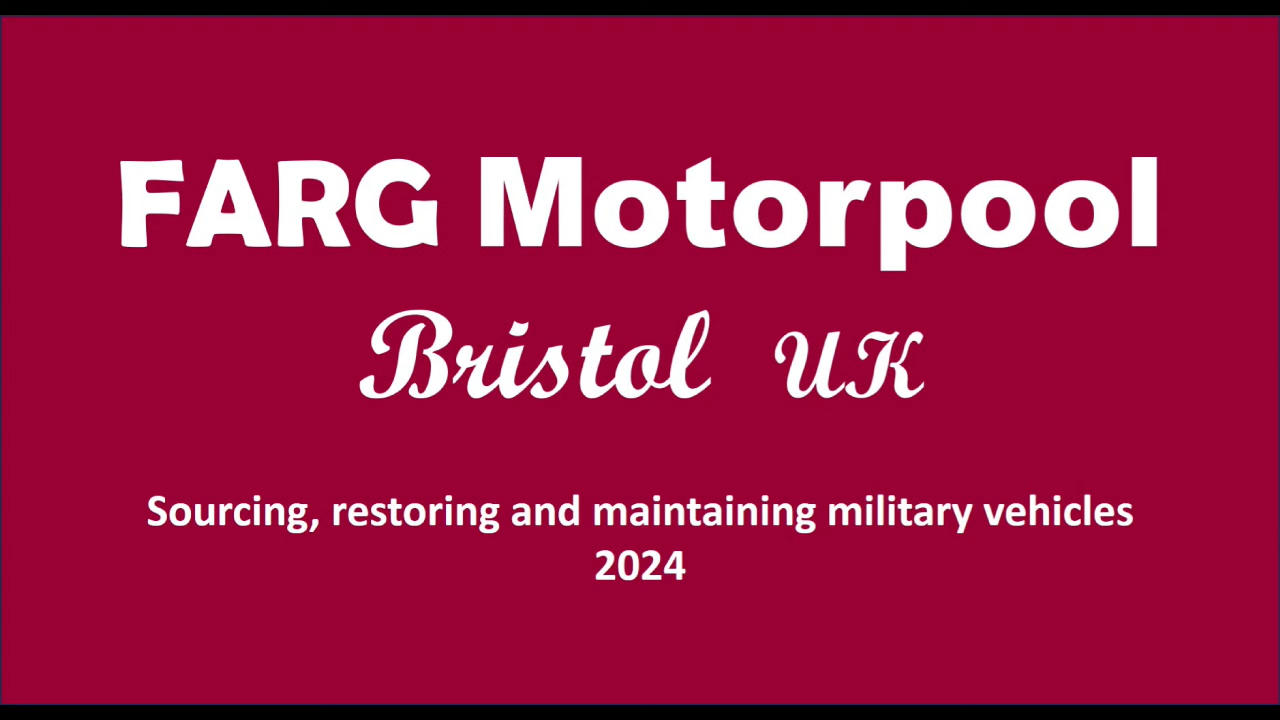 FARG Motorpool
Bristol UK
Sourcing, restoring and maintaining military vehicles
2024